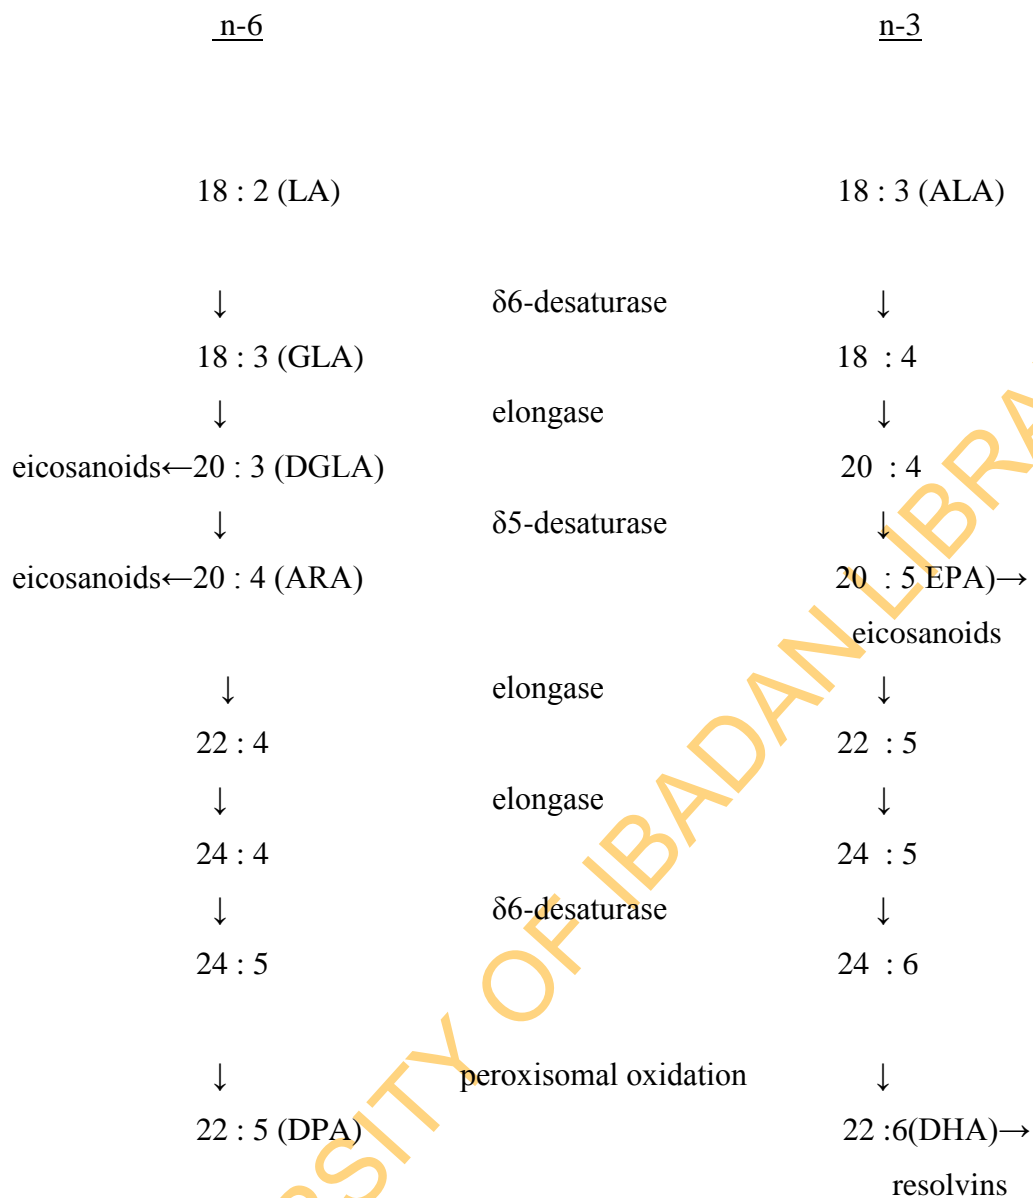 n-6 n-3
18 : 2 (LA) 18 : 3 (ALA)
↓ δ6-desaturase ↓
18 : 3 (GLA) 18 : 4
↓ elongase ↓
eicosanoids←20 : 3 (DGLA) 20 : 4
↓ δ5-desaturase ↓
eicosanoids←20 : 4 (ARA) 20 : 5 EPA)→
eicosanoids
↓ elongase ↓
22 : 4 22 : 5
↓ elongase ↓
24 : 4 24 : 5
↓ δ6-desaturase ↓
24 : 5 24 : 6
↓ peroxisomal oxidation ↓
22 : 5 (DPA) 22 :6(DHA)→
resolvins
OF IBADAN